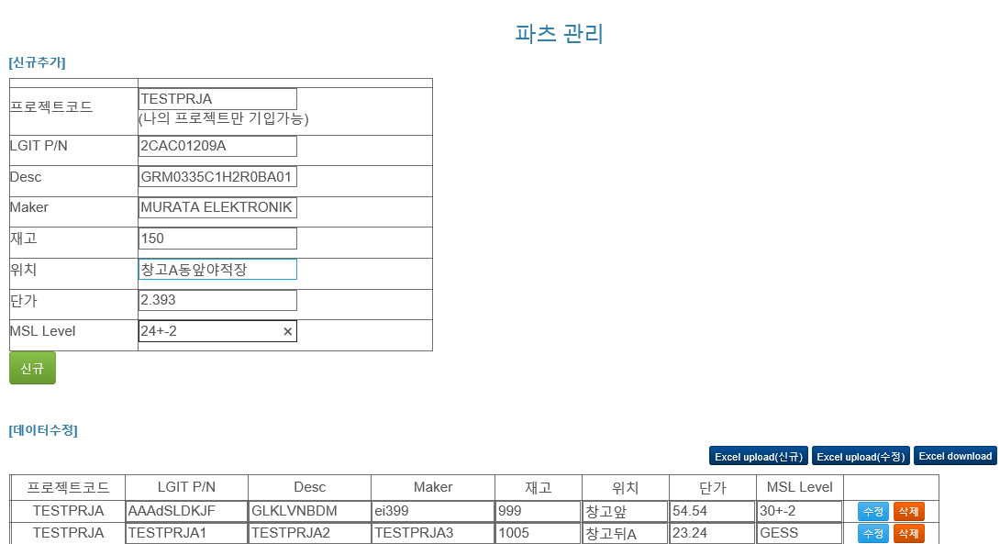 파츠 관리
[신규추가]
프로젝트코드 TESTPRJA
(나의 프로젝트만 기입가능)
LGIT P/N 2CAC01209A
Desc GRM0335C1H2R0BA01
Maker MURATA ELEKTRONIK
재고 150
위치 창고A동앞야적장
단가 2.393
MSL Level 24+-2 ×
신규
[데이터수정]
Excel upload(신규) Excel upload(수정) Excel download
프로젝트코드 LGIT P/N Desc Maker 재고 위치 단가 MSL Level
TESTPRJA AAAdSLDKJF GLKLVNBDM ei399 999 창고앞 54.54 30+-2 수정 삭제
TESTPRJA TESTPRJA1 TESTPRJA2 TESTPRJA3 1005 창고뒤A 23.24 GESS 수정 삭제